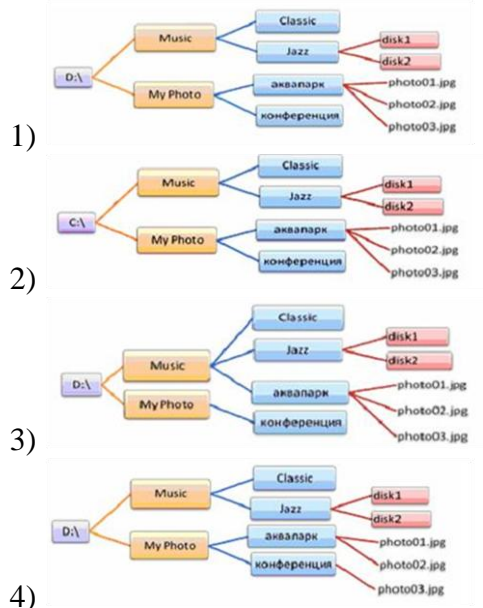 Classic
Music
Jazz
disk1
disk2
D:\
My Photo
аквапарк
photo01.jpg
photo02.jpg
конференция
photo03.jpg
1)
Classic
Music
Jazz
disk1
disk2
C:\
My Photo
аквапарк
photo01.jpg
photo02.jpg
конференция
photo03.jpg
2)
Classic
Music
Jazz
disk1
disk2
D:\
My Photo
аквапарк
photo01.jpg
photo02.jpg
конференция
photo03.jpg
3)
Classic
Music
Jazz
disk1
disk2
D:\
My Photo
аквапарк
photo01.jpg
photo02.jpg
конференция
photo03.jpg
4)